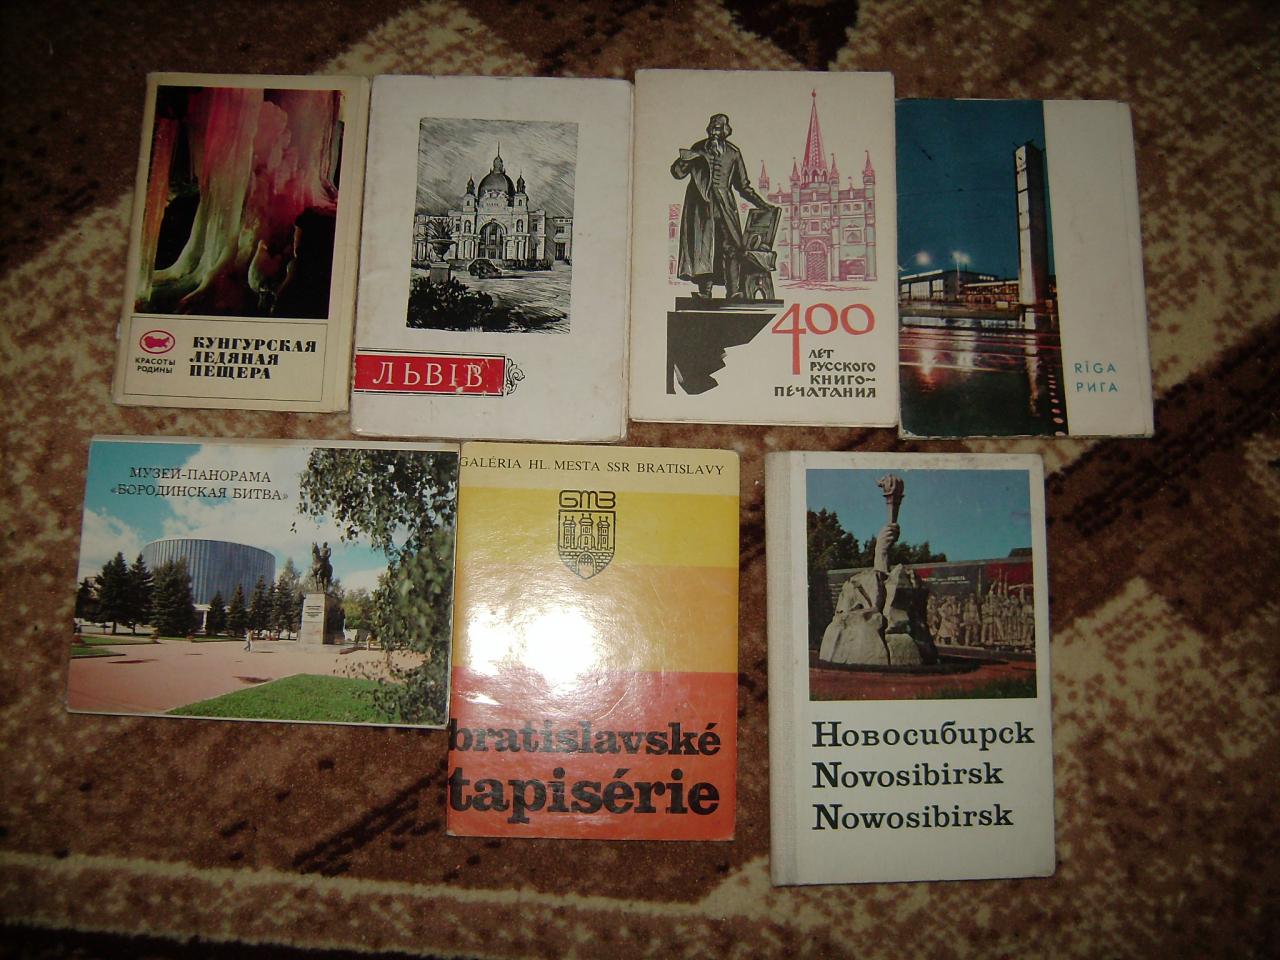 КРАСОТЫ
РОДИНЫ
КУНГУРСКАЯ
ЛЕДЯНАЯ
ПЕЩЕРА
ЛЬВІВ
400
ЛЕТ
РУССКОГО
КНИГО-
ПЕЧАТАНИЯ
RĪGA
РИГА
МУЗЕЙ-ПАНОРАМА
«БОРОДИНСКАЯ БИТВА»
GALÉRIA HL. MESTA SSR BRATISLAVY
GMB
bratislavské
tapisérie
Новосибирск
Novosibirsk
Nowosibirsk